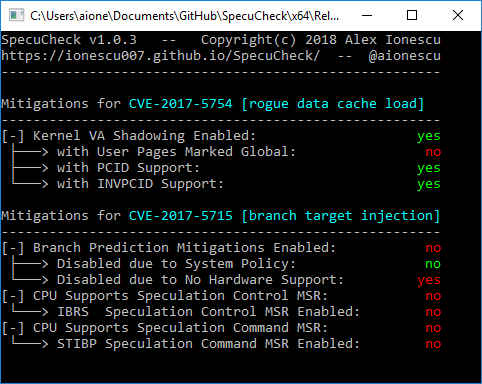 C:\Users\aione\Documents\GitHub\SpecuCheck\x64\Rel...
SpecuCheck v1.0.3   --   Copyright(c) 2018 Alex Ionescu
https://ionescu007.github.io/SpecuCheck/  --  @aionescu
-------------------------------------------------------
Mitigations for CVE-2017-5754 [rogue data cache load]
-------------------------------------------------------
[-] Kernel VA Shadowing Enabled:                    yes
├───> with User Pages Marked Global:                no
├───> with PCID Support:                            yes
└───> with INVPCID Support:                         yes
Mitigations for CVE-2017-5715 [branch target injection]
-------------------------------------------------------
[-] Branch Prediction Mitigations Enabled:          no
├───> Disabled due to System Policy:                no
└───> Disabled due to No Hardware Support:          yes
[-] CPU Supports Speculation Control MSR:           no
└───> IBRS  Speculation Control MSR Enabled:        no
[-] CPU Supports Speculation Command MSR:           no
└───> STIBP Speculation Command MSR Enabled:        no